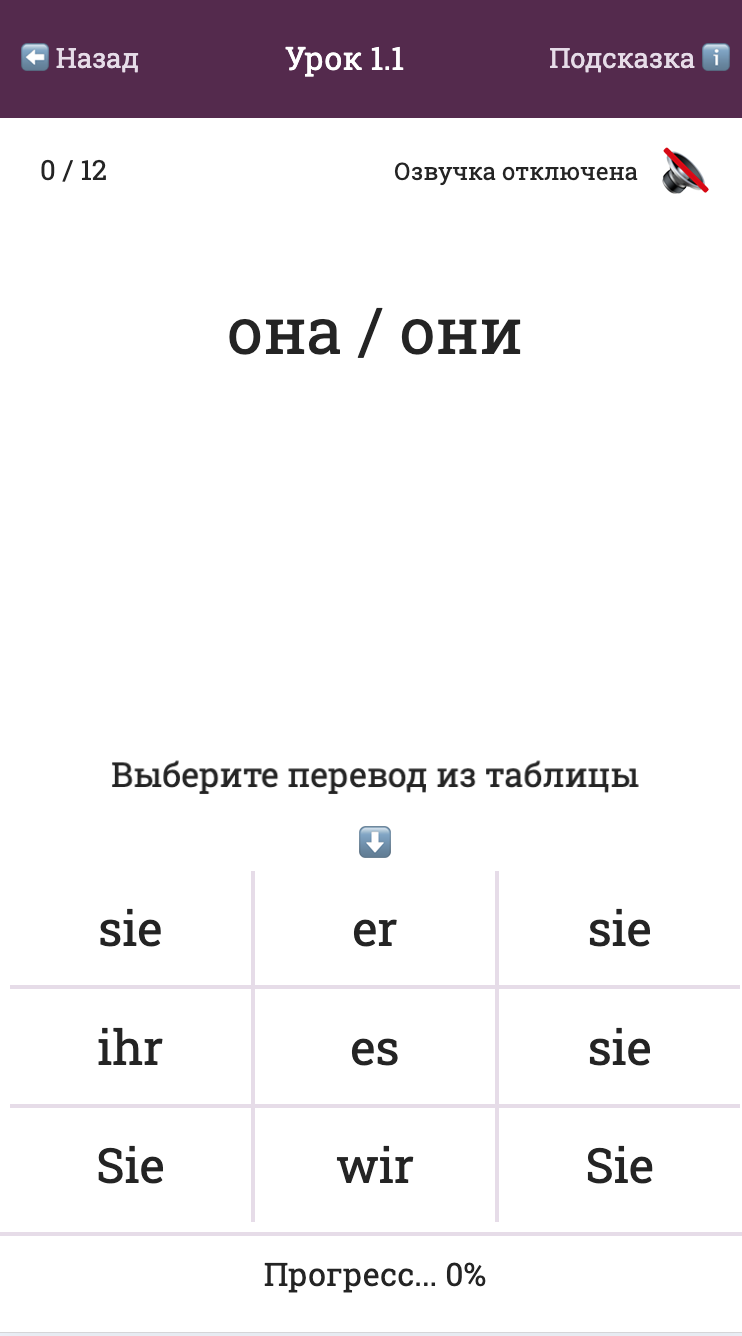 Назад Урок 1.1 Подсказка
0 / 12 Озвучка отключена
она / они
Выберите перевод из таблицы
sie er sie
ihr es sie
Sie wir Sie
Прогресс... 0%